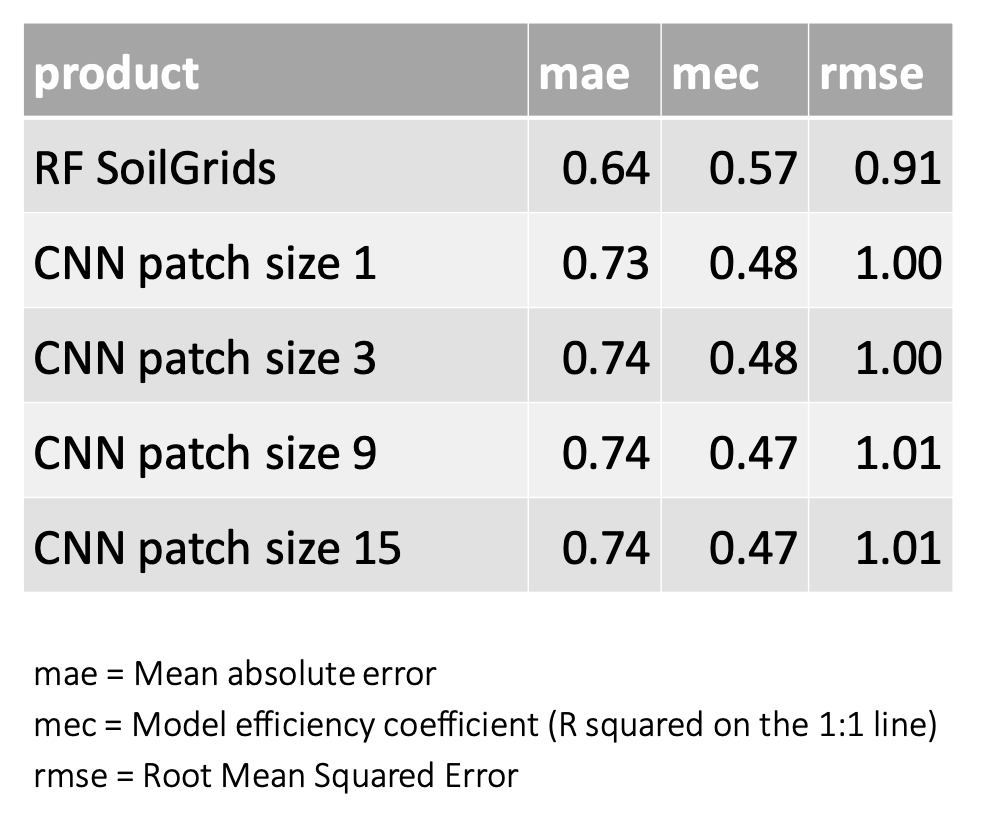 product mae mec rmse
RF SoilGrids 0.64 0.57 0.91
CNN patch size 1 0.73 0.48 1.00
CNN patch size 3 0.74 0.48 1.00
CNN patch size 9 0.74 0.47 1.01
CNN patch size 15 0.74 0.47 1.01
mae = Mean absolute error
mec = Model efficiency coefficient (R squared on the 1:1 line)
rmse = Root Mean Squared Error